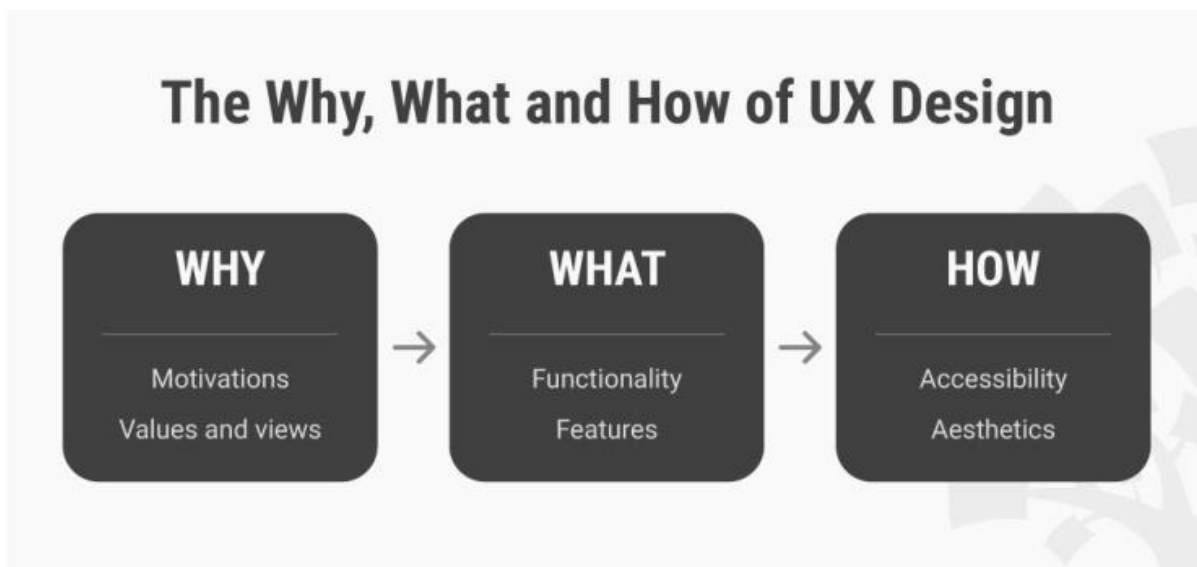 The Why, What and How of UX Design
WHY
Motivations
Values and views
WHAT
Functionality
Features
HOW
Accessibility
Aesthetics